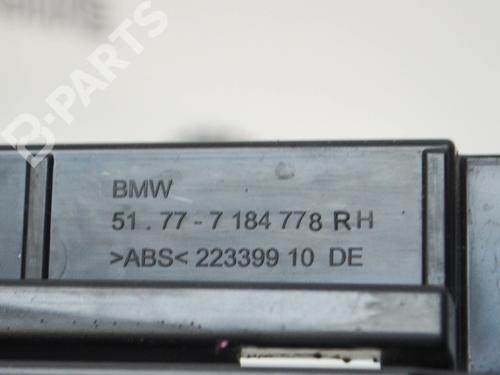 B-PARTS
BMW
51.77-7 184 778 RH
>ABS< 223399 10 DE